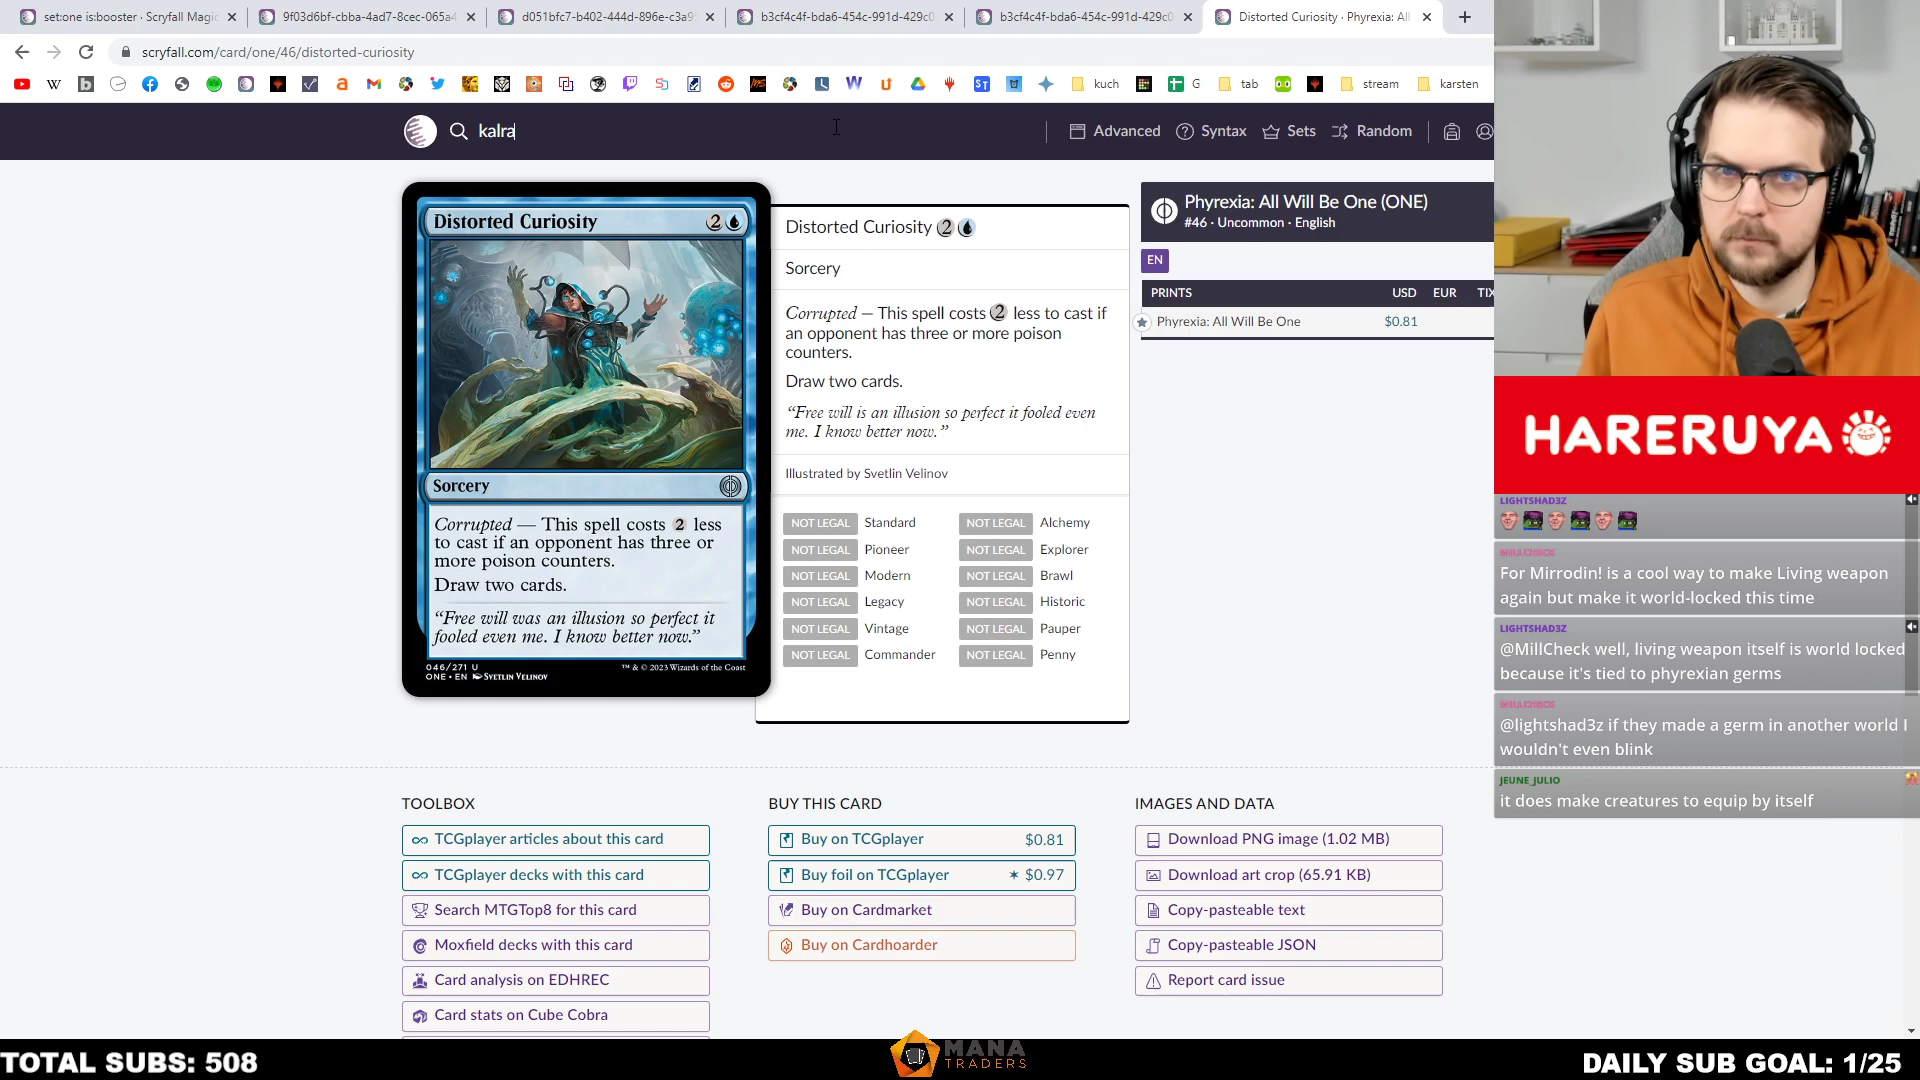 set:one is:booster · Scryfall Magic
9f03d6bf-cbba-4ad7-8cec-065a4
d051bfc7-b402-444d-896e-c3a9
b3cf4c4f-bda6-454c-991d-429c0
b3cf4c4f-bda6-454c-991d-429c0
Distorted Curiosity · Phyrexia: All
scryfall.com/card/one/46/distorted-curiosity
kuch
G
tab
stream
karsten
kalra
Advanced
Syntax
Sets
Random
Distorted Curiosity 2
Sorcery
Corrupted — This spell costs 2 less
to cast if an opponent has three or
more poison counters.
Draw two cards.
“Free will was an illusion so perfect it
fooled even me. I know better now.”
046/271 U
ONE • EN SVETLIN VELINOV
™ & © 2023 Wizards of the Coast
Distorted Curiosity 2
Sorcery
Corrupted — This spell costs 2 less to cast if
an opponent has three or more poison
counters.
Draw two cards.
“Free will is an illusion so perfect it fooled even
me. I know better now.”
Illustrated by Svetlin Velinov
NOT LEGAL Standard NOT LEGAL Alchemy
NOT LEGAL Pioneer NOT LEGAL Explorer
NOT LEGAL Modern NOT LEGAL Brawl
NOT LEGAL Legacy NOT LEGAL Historic
NOT LEGAL Vintage NOT LEGAL Pauper
NOT LEGAL Commander NOT LEGAL Penny
Phyrexia: All Will Be One (ONE)
#46 · Uncommon · English
EN
PRINTS USD EUR TIX
Phyrexia: All Will Be One $0.81
TOOLBOX
TCGplayer articles about this card
TCGplayer decks with this card
Search MTGTop8 for this card
Moxfield decks with this card
Card analysis on EDHREC
Card stats on Cube Cobra
BUY THIS CARD
Buy on TCGplayer $0.81
Buy foil on TCGplayer $0.97
Buy on Cardmarket
Buy on Cardhoarder
IMAGES AND DATA
Download PNG image (1.02 MB)
Download art crop (65.91 KB)
Copy-pasteable text
Copy-pasteable JSON
Report card issue
HARERUYA
LIGHTSHAD3Z
MILLCHECK
For Mirrodin! is a cool way to make Living weapon
again but make it world-locked this time
LIGHTSHAD3Z
@MillCheck well, living weapon itself is world locked
because it's tied to phyrexian germs
MILLCHECK
@lightshad3z if they made a germ in another world I
wouldn't even blink
JEUNE_JULIO
it does make creatures to equip by itself
TOTAL SUBS: 508
MANA
TRADERS
DAILY SUB GOAL: 1/25